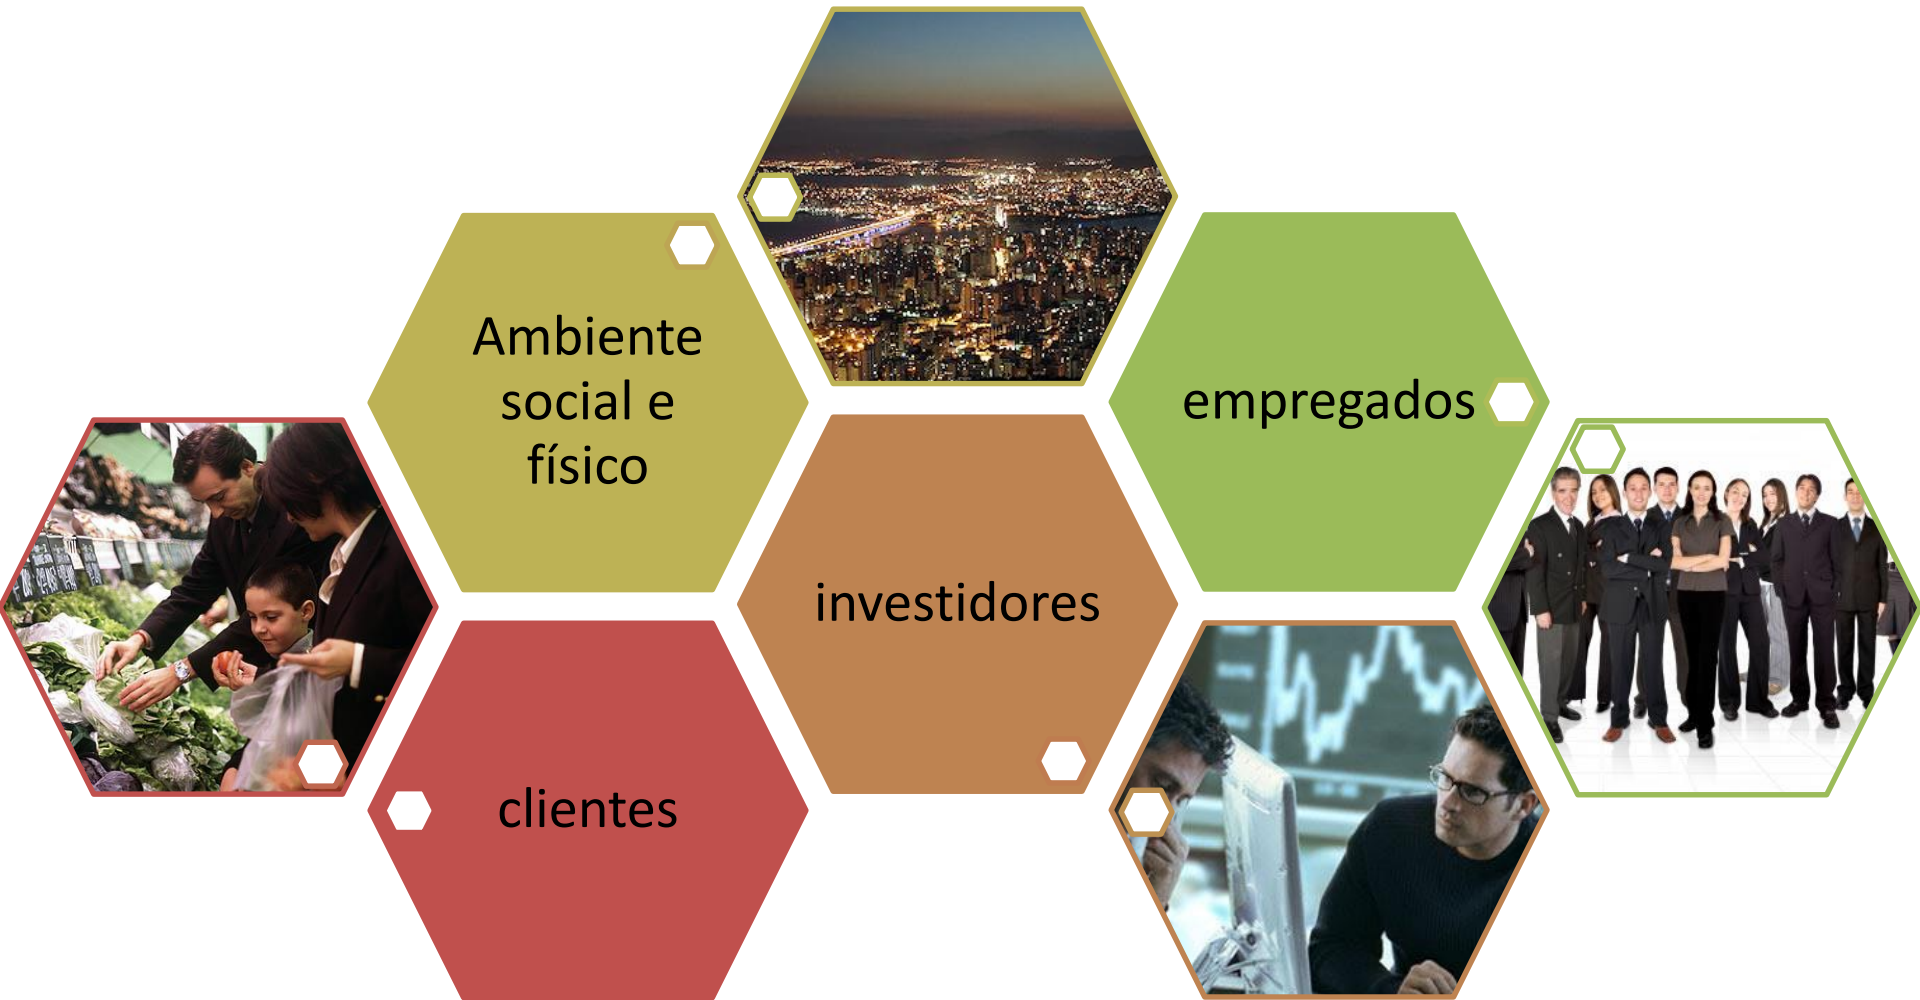 Ambiente
social e
físico
empregados
investidores
clientes